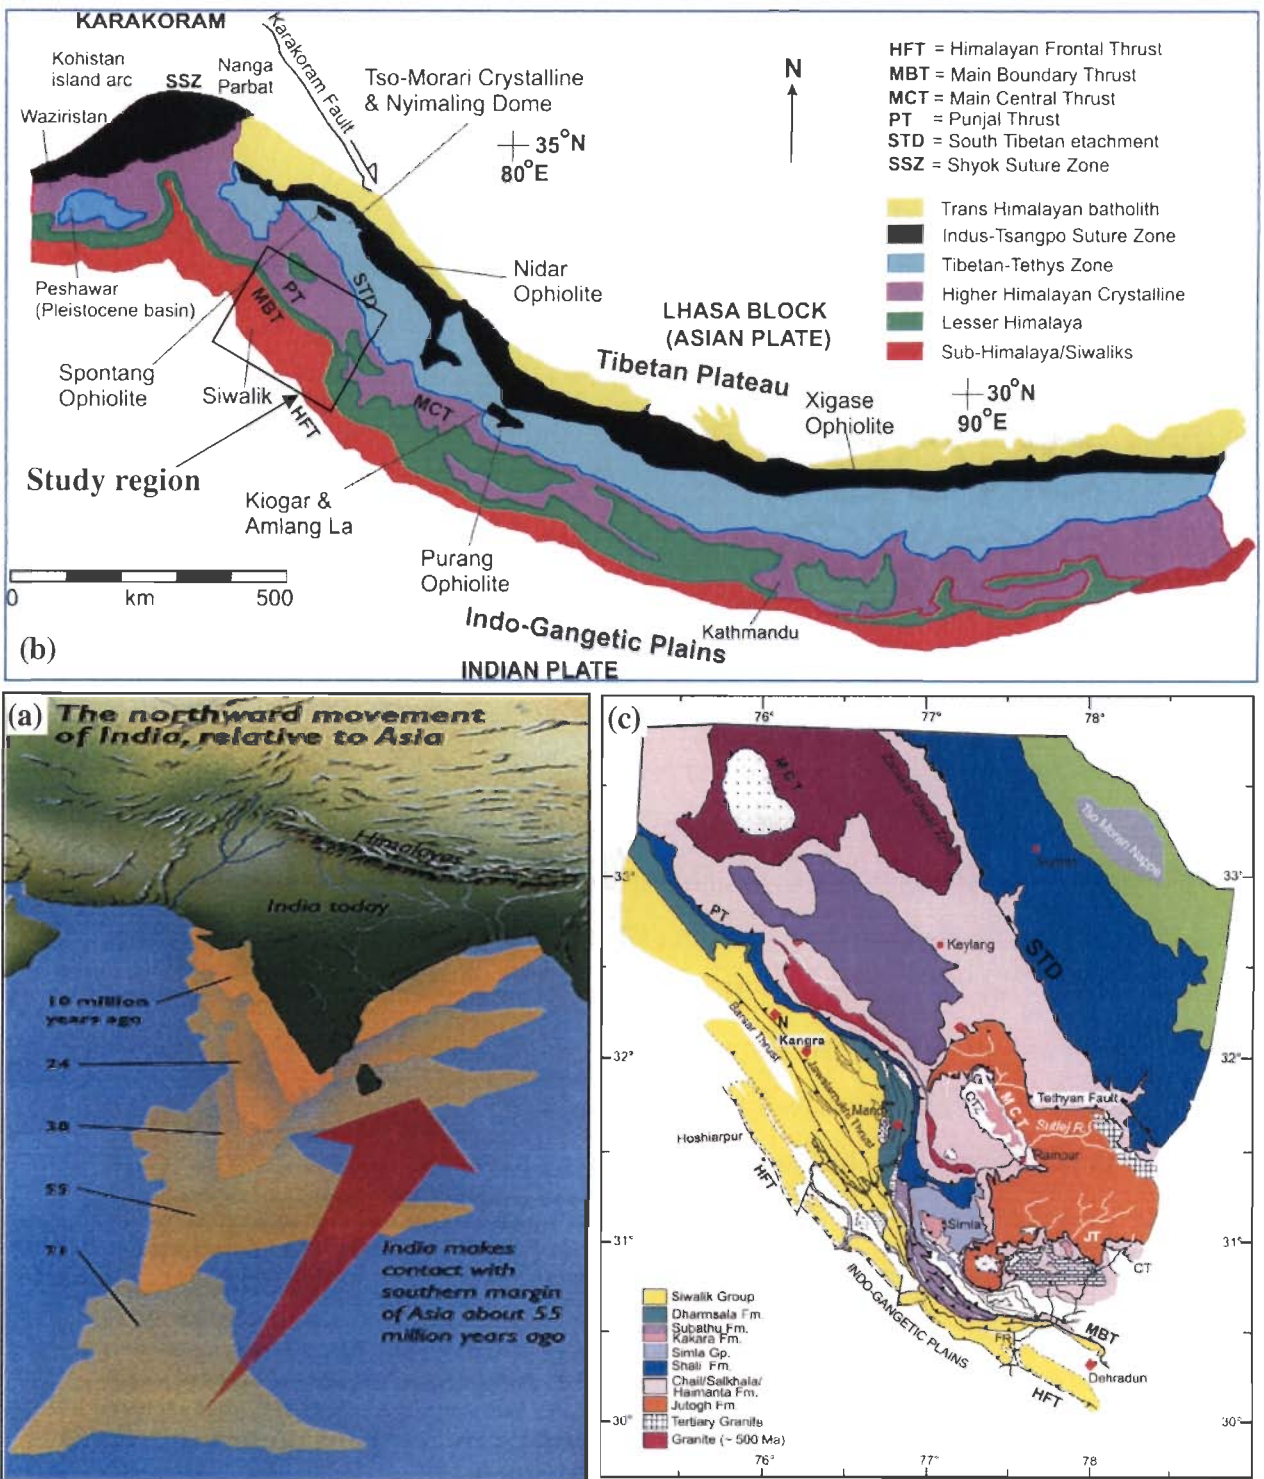 KARAKORAM
Kohistan
island arc
SSZ
Nanga
Parbat
Karakoram Fault
Waziristan
Tso-Morari Crystalline
& Nyimaling Dome
35°N
80°E
N
HFT = Himalayan Frontal Thrust
MBT = Main Boundary Thrust
MCT = Main Central Thrust
PT = Punjal Thrust
STD = South Tibetan etachment
SSZ = Shyok Suture Zone
Trans Himalayan batholith
Indus-Tsangpo Suture Zone
Tibetan-Tethys Zone
Higher Himalayan Crystalline
Lesser Himalaya
Sub-Himalaya/Siwaliks
Peshawar
(Pleistocene basin)
PT
MBT
STD
Nidar
Ophiolite
LHASA BLOCK
(ASIAN PLATE)
Tibetan Plateau
Xigase
Ophiolite
30°N
90°E
Spontang
Ophiolite
Siwalik
HFT
MCT
Study region
Kiogar &
Amlang La
Purang
Ophiolite
0 km 500
Kathmandu
Indo-Gangetic Plains
INDIAN PLATE
(b)
(a)
The northward movement
of India, relative to Asia
Himalayas
India today
10 million
years ago
24
38
55
71
India makes
contact with
southern margin
of Asia about 55
million years ago
(c)
76° 77° 78°
MCT
Tso Morari Nappe
33° 33°
PT
Keylang
STD
N
Kangra
Barsar Thrust
Jawalamukhi Thrust
32° 32°
Mandi
CTZ
MCT
Tethyan Fault
Sutlej R.
Rampur
Hoshiarpur
HFT
Simla
JT
31° 31°
CT
INDO-GANGETIC PLAINS
MBT
FR
Dehradun
HFT
30° 30°
Siwalik Group
Dharmsala Fm.
Subathu Fm.
Kakara Fm.
Simla Gp.
Shali Fm.
Chail/Salkhala/
Haimanta Fm.
Jutogh Fm.
Tertiary Granite
Granite (~ 500 Ma)
76° 77° 78